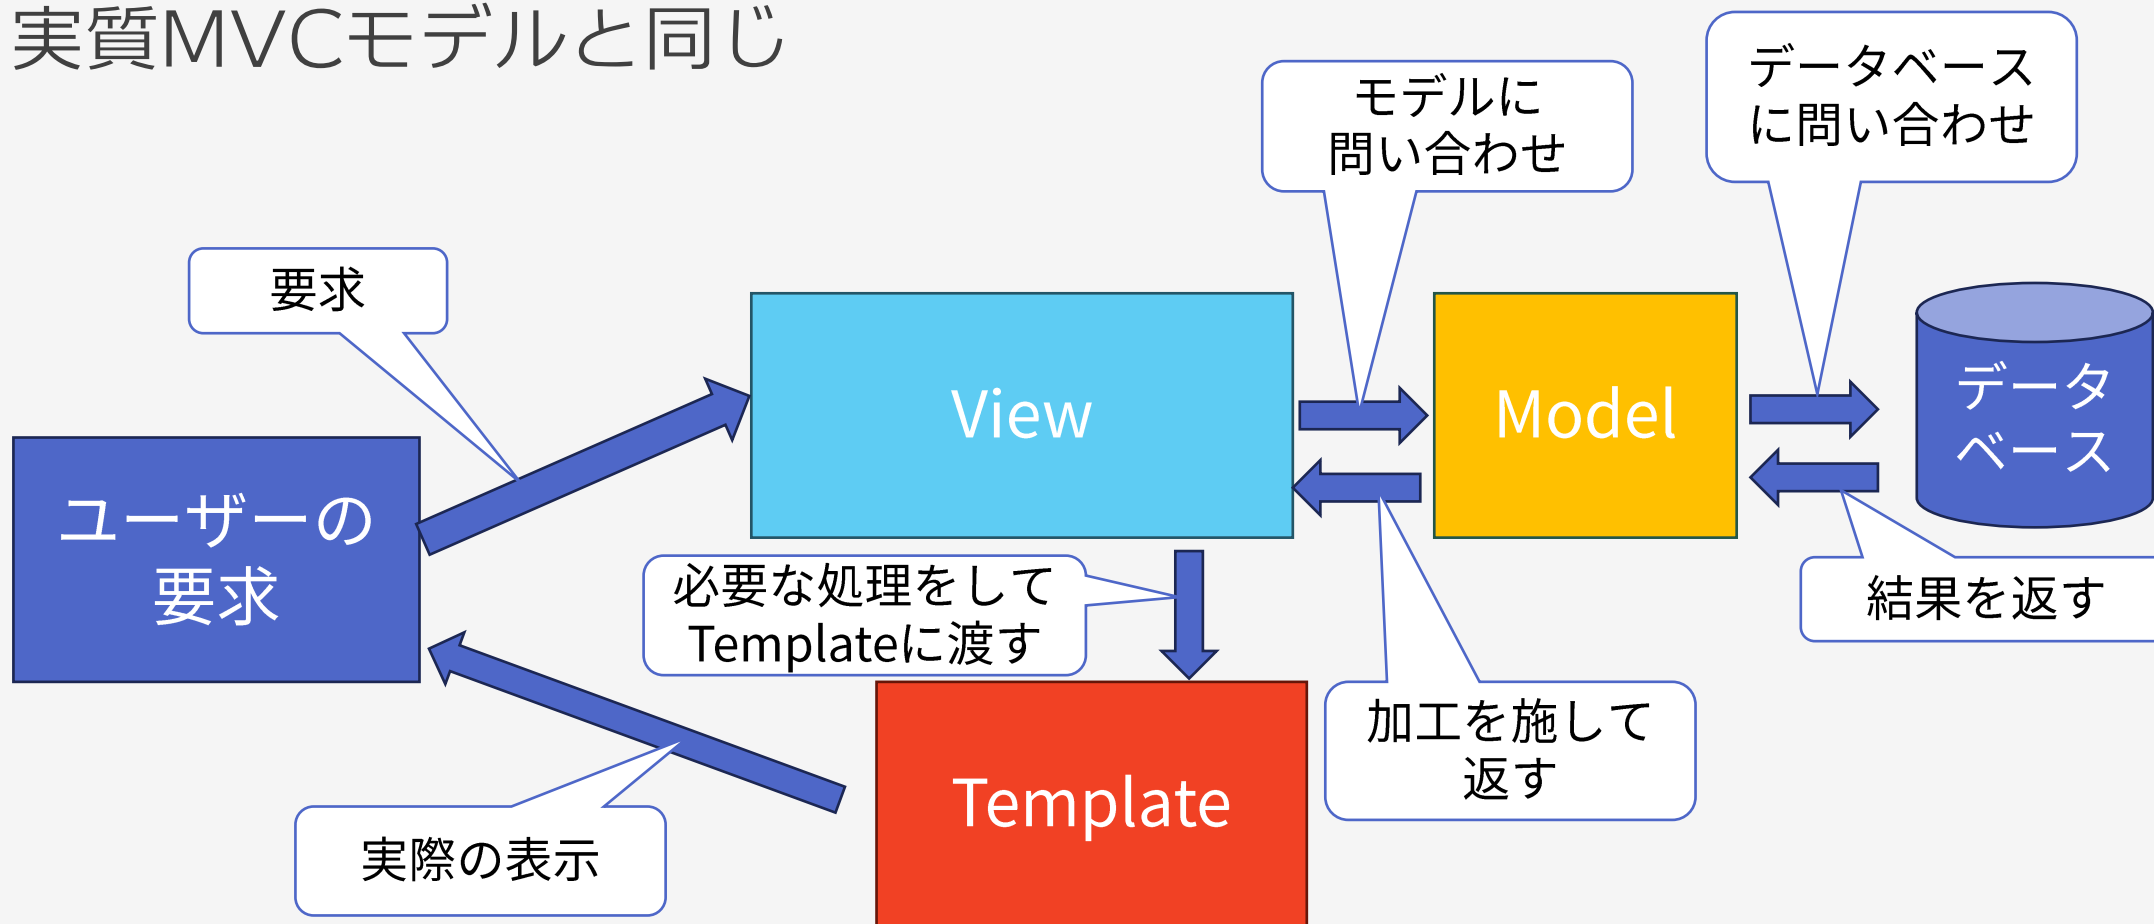 実質MVCモデルと同じ
データベース
に問い合わせ
モデルに
問い合わせ
要求
View
Model
データ
ベース
ユーザーの
要求
必要な処理をして
Templateに渡す
結果を返す
加工を施して
返す
Template
実際の表示